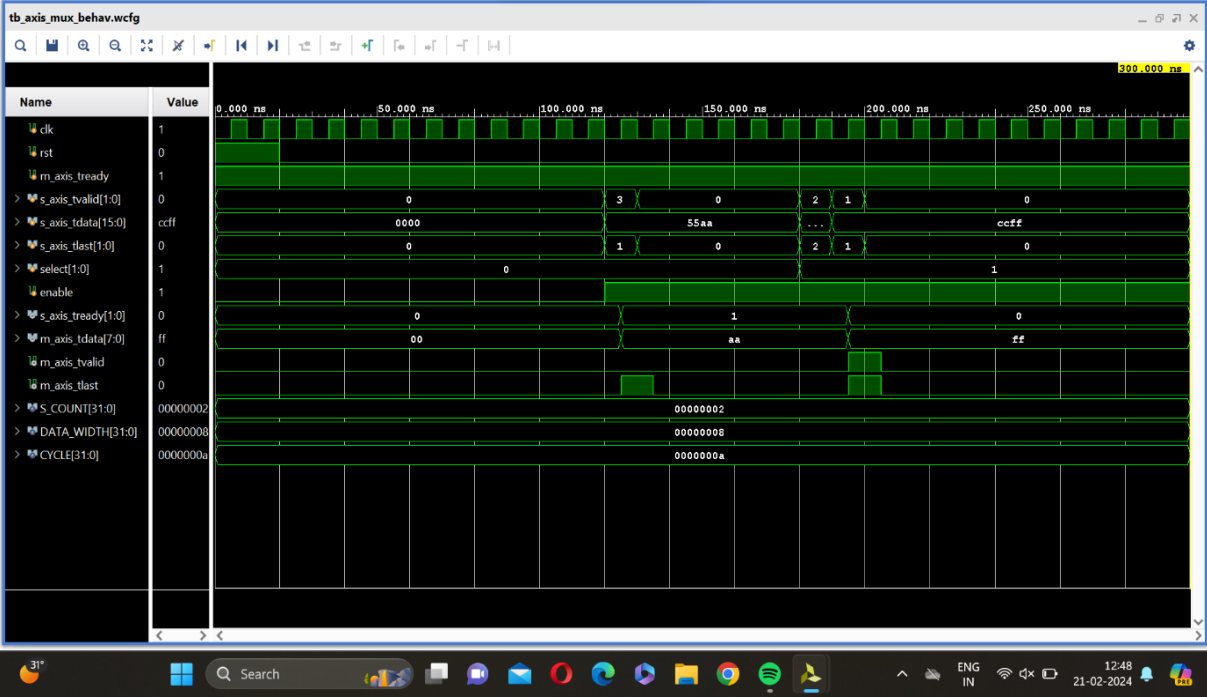 tb_axis_mux_behav.wcfg
300.000 ns
Name Value
0.000 ns 50.000 ns 100.000 ns 150.000 ns 200.000 ns 250.000 ns
clk 1
rst 0
m_axis_tready 1
s_axis_tvalid[1:0] 0 0 3 0 2 1 0
s_axis_tdata[15:0] ccff 0000 55aa ... ccff
s_axis_tlast[1:0] 0 0 1 0 2 1 0
select[1:0] 1 0 1
enable 1
s_axis_tready[1:0] 0 0 1 0
m_axis_tdata[7:0] ff 00 aa ff
m_axis_tvalid 0
m_axis_tlast 0
S_COUNT[31:0] 00000002 00000002
DATA_WIDTH[31:0] 00000008 00000008
CYCLE[31:0] 0000000a 0000000a
31°
Search
ENG
IN
12:48
21-02-2024
PRE